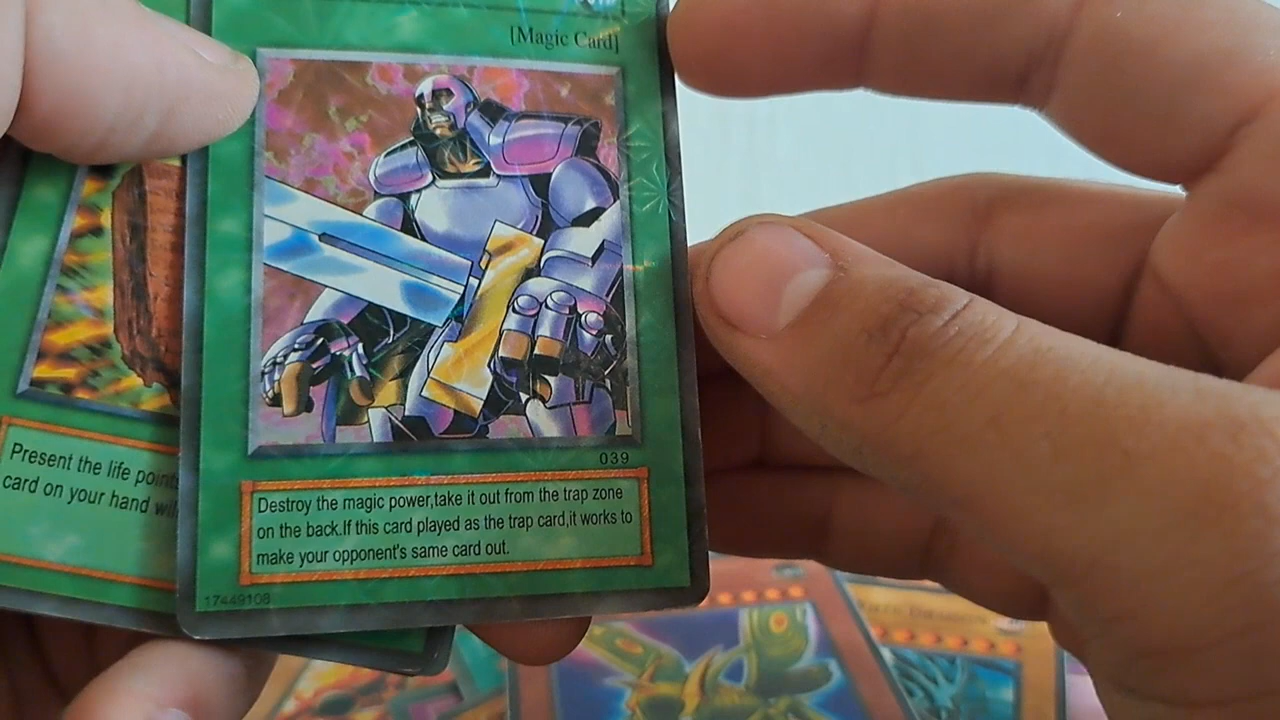 [Magic Card]
039
Present the life point
card on your hand wil
Destroy the magic power,take it out from the trap zone
on the back.If this card played as the trap card,it works to
make your opponent's same card out.
17449108